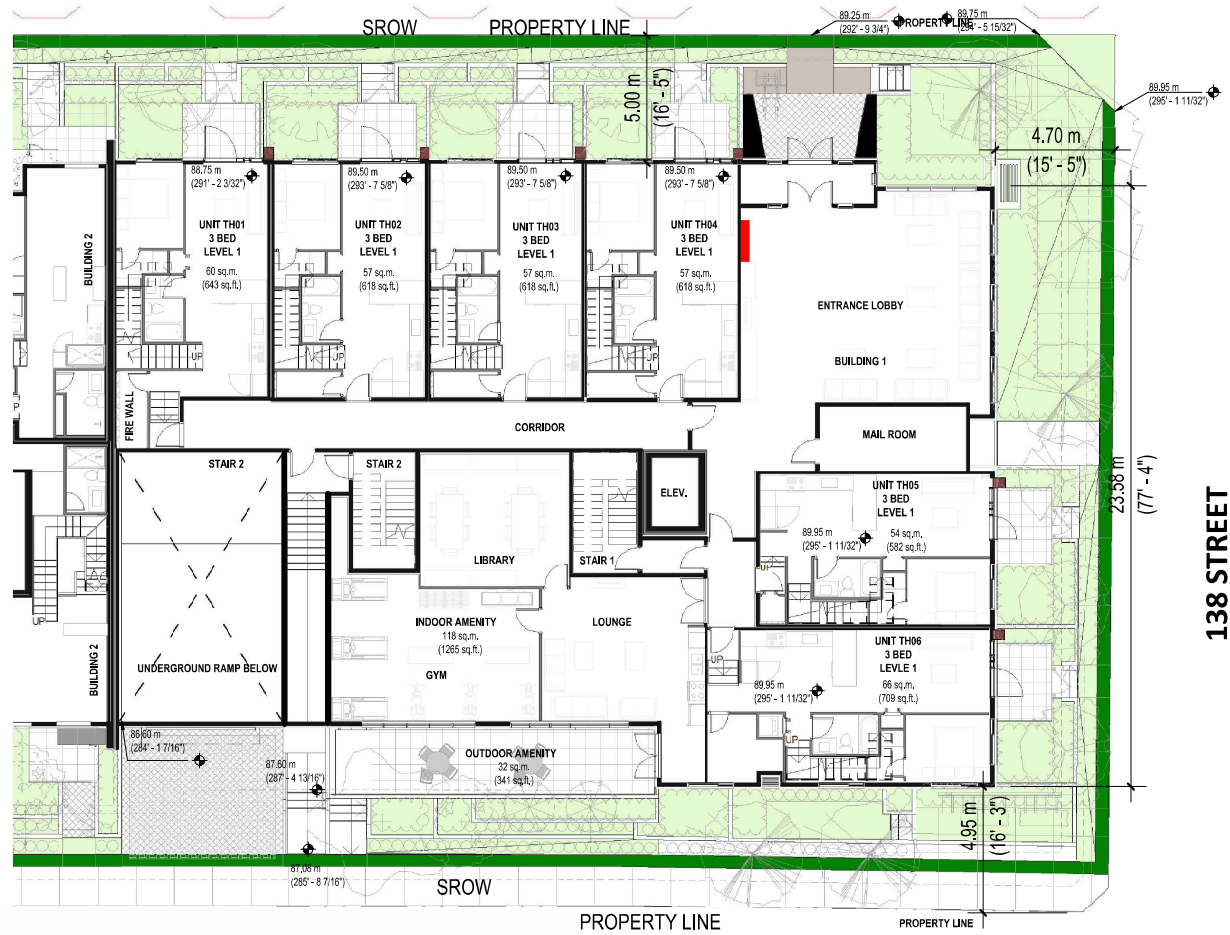 SROW
PROPERTY LINE
89.25 m
(292' - 9 3/4")
PROPERTY LINE
89.75 m
(294' - 5 15/32")
89.95 m
(295' - 1 11/32")
5.00 m
(16' - 5")
4.70 m
(15' - 5")
88.75 m
(291' - 2 3/32")
89.50 m
(293' - 7 5/8")
89.50 m
(293' - 7 5/8")
89.50 m
(293' - 7 5/8")
UNIT TH01
3 BED
LEVEL 1
60 sq.m.
(643 sq.ft.)
UNIT TH02
3 BED
LEVEL 1
57 sq.m.
(618 sq.ft.)
UNIT TH03
3 BED
LEVEL 1
57 sq.m.
(618 sq.ft.)
UNIT TH04
3 BED
LEVEL 1
57 sq.m.
(618 sq.ft.)
BUILDING 2
ENTRANCE LOBBY
BUILDING 1
UP
UP
UP
FIRE WALL
CORRIDOR
MAIL ROOM
STAIR 2
STAIR 2
ELEV.
UNIT TH05
3 BED
LEVEL 1
54 sq.m.
(582 sq.ft.)
89.95 m
(295' - 1 11/32")
23.58 m
(77' - 4")
138 STREET
LIBRARY
STAIR 1
UP
UP
INDOOR AMENITY
118 sq.m.
(1265 sq.ft.)
GYM
LOUNGE
UNIT TH06
3 BED
LEVLE 1
66 sq.m.
(709 sq.ft.)
89.95 m
(295' - 1 11/32")
UP
UP
BUILDING 2
UNDERGROUND RAMP BELOW
86.60 m
(284' - 1 7/16")
87.60 m
(287' - 4 13/16")
OUTDOOR AMENITY
32 sq.m.
(341 sq.ft.)
4.95 m
(16' - 3")
87.08 m
(285' - 8 7/16")
SROW
PROPERTY LINE
PROPERTY LINE